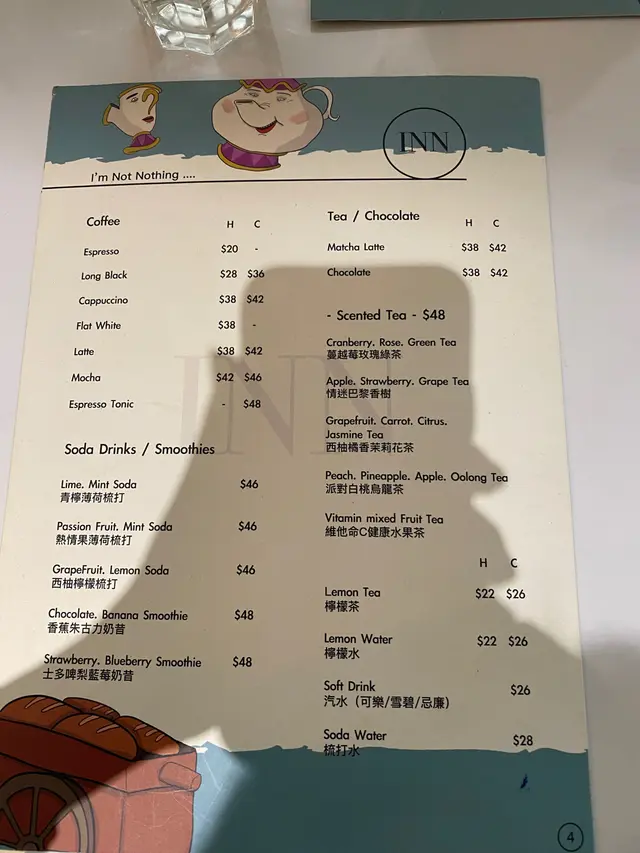 INN
I'm Not Nothing ....
Coffee H C
Espresso $20 -
Long Black $28 $36
Cappuccino $38 $42
Flat White $38 -
Latte $38 $42
Mocha $42 $46
Espresso Tonic - $48
Soda Drinks / Smoothies
Lime. Mint Soda $46
青檸薄荷梳打
Passion Fruit. Mint Soda $46
熱情果薄荷梳打
GrapeFruit. Lemon Soda $46
西柚檸檬梳打
Chocolate. Banana Smoothie $48
香蕉朱古力奶昔
Strawberry. Blueberry Smoothie $48
士多啤梨藍莓奶昔
Tea / Chocolate H C
Matcha Latte $38 $42
Chocolate $38 $42
- Scented Tea - $48
Cranberry. Rose. Green Tea
蔓越莓玫瑰綠茶
Apple. Strawberry. Grape Tea
情迷巴黎香樹
Grapefruit. Carrot. Citrus.
Jasmine Tea
西柚橘香茉莉花茶
Peach. Pineapple. Apple. Oolong Tea
派對白桃烏龍茶
Vitamin mixed Fruit Tea
維他命C健康水果茶
H C
Lemon Tea $22 $26
檸檬茶
Lemon Water $22 $26
檸檬水
Soft Drink $26
汽水（可樂/雪碧/忌廉）
Soda Water $28
梳打水
INN
4